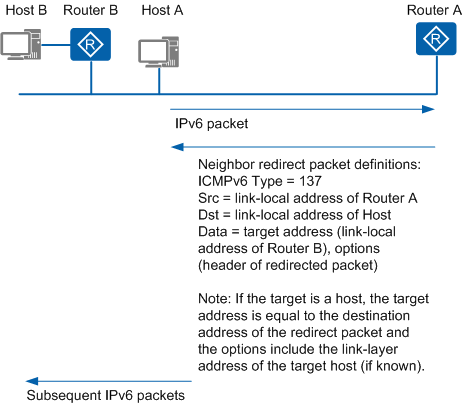 Host B
Router B
Host A
Router A
R
R
IPv6 packet
Neighbor redirect packet definitions:
ICMPv6 Type = 137
Src = link-local address of Router A
Dst = link-local address of Host
Data = target address (link-local
address of Router B), options
(header of redirected packet)
Note: If the target is a host, the target
address is equal to the destination
address of the redirect packet and
the options include the link-layer
address of the target host (if known).
Subsequent IPv6 packets